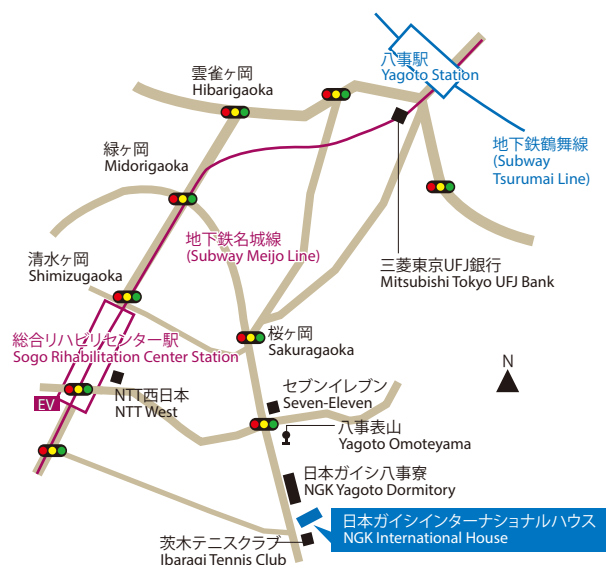 八事駅
Yagoto Station
雲雀ヶ岡
Hibarigaoka
地下鉄鶴舞線
(Subway
Tsurumai Line)
緑ヶ岡
Midorigaoka
地下鉄名城線
(Subway Meijo Line)
清水ヶ岡
Shimizugaoka
三菱東京UFJ銀行
Mitsubishi Tokyo UFJ Bank
総合リハビリセンター駅
Sogo Rihabilitation Center Station
桜ヶ岡
Sakuragaoka
N
EV
NTT西日本
NTT West
セブンイレブン
Seven-Eleven
八事表山
Yagoto Omoteyama
日本ガイシ八事寮
NGK Yagoto Dormitory
日本ガイシインターナショナルハウス
NGK International House
茨木テニスクラブ
Ibaragi Tennis Club